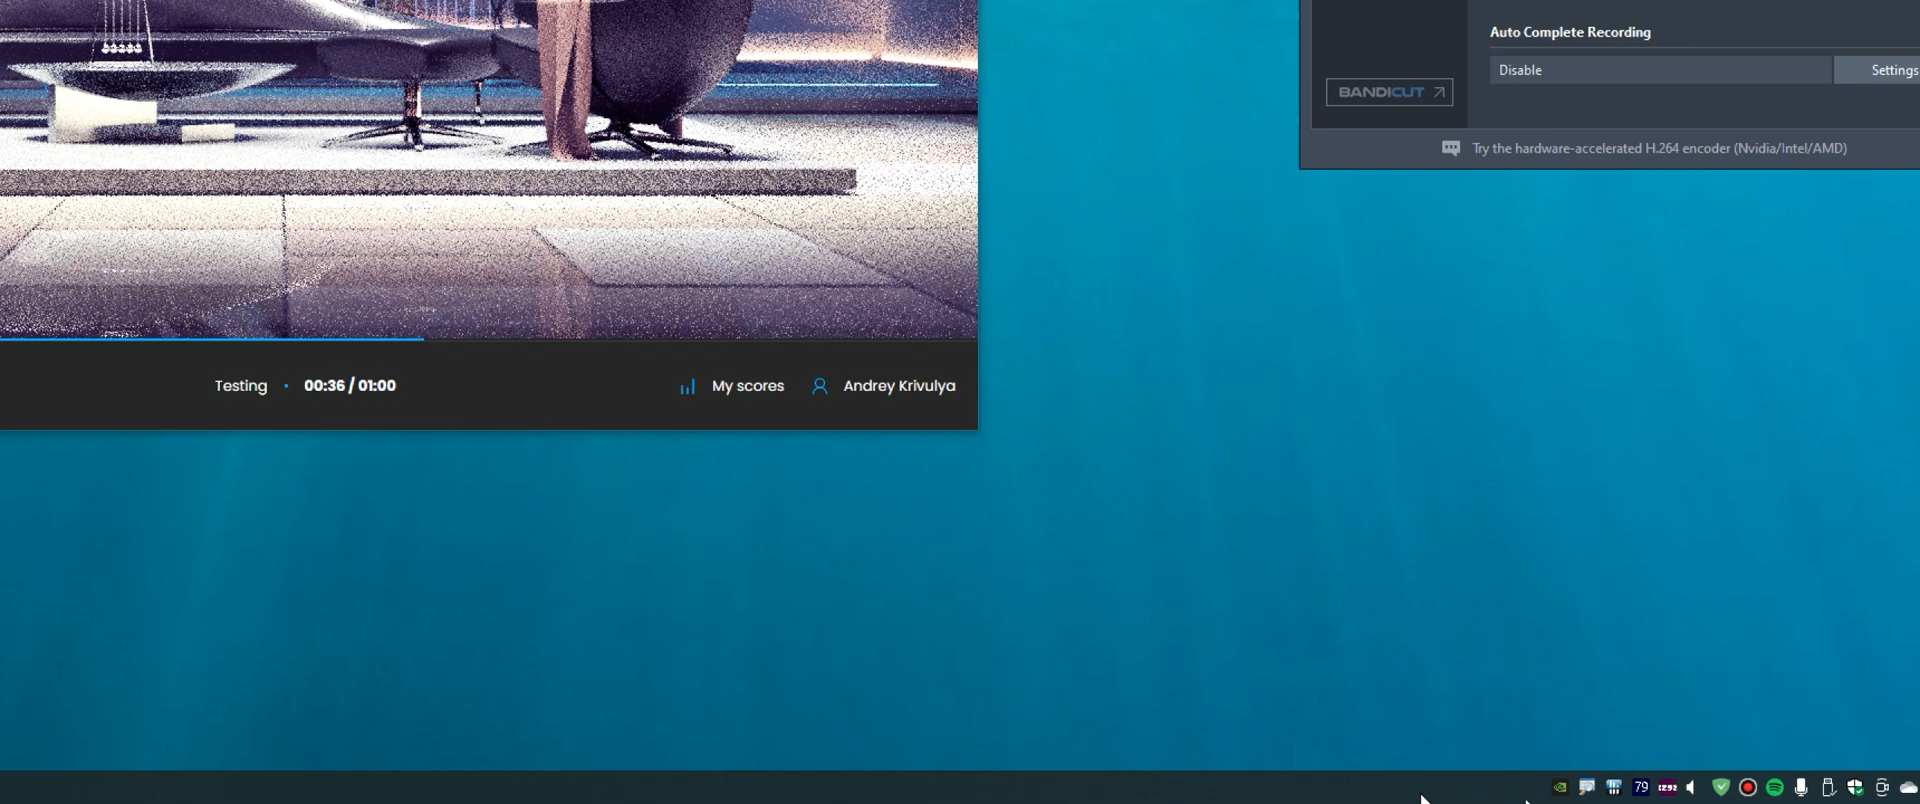 Auto Complete Recording
Disable
Settings
BANDICUT
Try the hardware-accelerated H.264 encoder (Nvidia/Intel/AMD)
Testing • 00:36 / 01:00
My scores
Andrey Krivulya
79